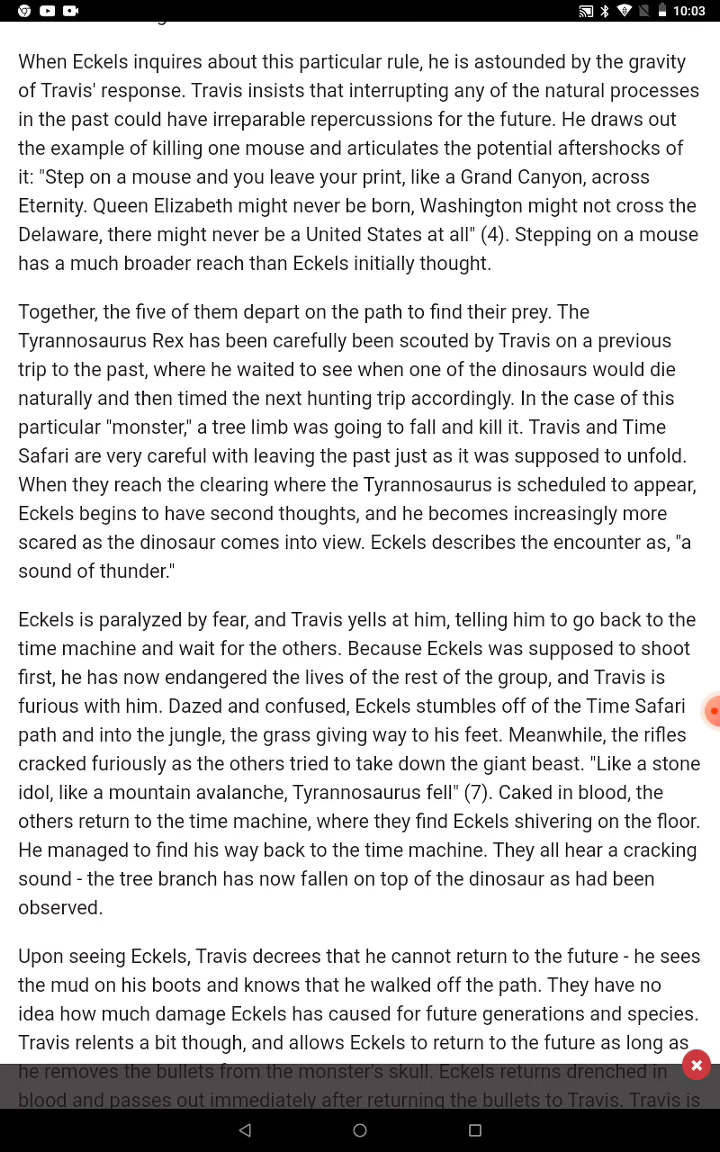 10:03
When Eckels inquires about this particular rule, he is astounded by the gravity
of Travis' response. Travis insists that interrupting any of the natural processes
in the past could have irreparable repercussions for the future. He draws out
the example of killing one mouse and articulates the potential aftershocks of
it: "Step on a mouse and you leave your print, like a Grand Canyon, across
Eternity. Queen Elizabeth might never be born, Washington might not cross the
Delaware, there might never be a United States at all" (4). Stepping on a mouse
has a much broader reach than Eckels initially thought.
Together, the five of them depart on the path to find their prey. The
Tyrannosaurus Rex has been carefully been scouted by Travis on a previous
trip to the past, where he waited to see when one of the dinosaurs would die
naturally and then timed the next hunting trip accordingly. In the case of this
particular "monster," a tree limb was going to fall and kill it. Travis and Time
Safari are very careful with leaving the past just as it was supposed to unfold.
When they reach the clearing where the Tyrannosaurus is scheduled to appear,
Eckels begins to have second thoughts, and he becomes increasingly more
scared as the dinosaur comes into view. Eckels describes the encounter as, "a
sound of thunder."
Eckels is paralyzed by fear, and Travis yells at him, telling him to go back to the
time machine and wait for the others. Because Eckels was supposed to shoot
first, he has now endangered the lives of the rest of the group, and Travis is
furious with him. Dazed and confused, Eckels stumbles off of the Time Safari
path and into the jungle, the grass giving way to his feet. Meanwhile, the rifles
cracked furiously as the others tried to take down the giant beast. "Like a stone
idol, like a mountain avalanche, Tyrannosaurus fell" (7). Caked in blood, the
others return to the time machine, where they find Eckels shivering on the floor.
He managed to find his way back to the time machine. They all hear a cracking
sound - the tree branch has now fallen on top of the dinosaur as had been
observed.
Upon seeing Eckels, Travis decrees that he cannot return to the future - he sees
the mud on his boots and knows that he walked off the path. They have no
idea how much damage Eckels has caused for future generations and species.
Travis relents a bit though, and allows Eckels to return to the future as long as
he removes the bullets from the monster's skull. Eckels returns drenched in
blood and passes out immediately after returning the bullets to Travis. Travis is